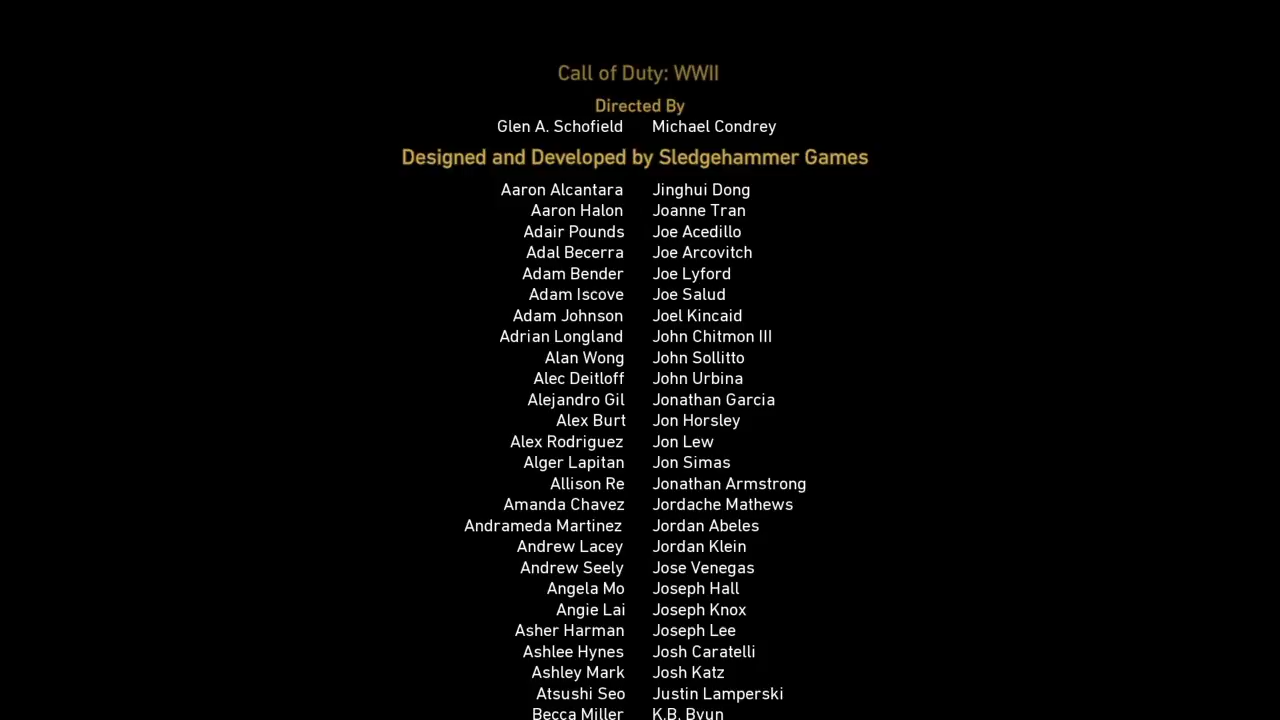 Call of Duty: WWII
Directed By
Glen A. Schofield Michael Condrey
Designed and Developed by Sledgehammer Games
Aaron Alcantara Jinghui Dong
Aaron Halon Joanne Tran
Adair Pounds Joe Acedillo
Adal Becerra Joe Arcovitch
Adam Bender Joe Lyford
Adam Iscove Joe Salud
Adam Johnson Joel Kincaid
Adrian Longland John Chitmon III
Alan Wong John Sollitto
Alec Deitloff John Urbina
Alejandro Gil Jonathan Garcia
Alex Burt Jon Horsley
Alex Rodriguez Jon Lew
Alger Lapitan Jon Simas
Allison Re Jonathan Armstrong
Amanda Chavez Jordache Mathews
Andrameda Martinez Jordan Abeles
Andrew Lacey Jordan Klein
Andrew Seely Jose Venegas
Angela Mo Joseph Hall
Angie Lai Joseph Knox
Asher Harman Joseph Lee
Ashlee Hynes Josh Caratelli
Ashley Mark Josh Katz
Atsushi Seo Justin Lamperski
Becca Miller K.B. Byun